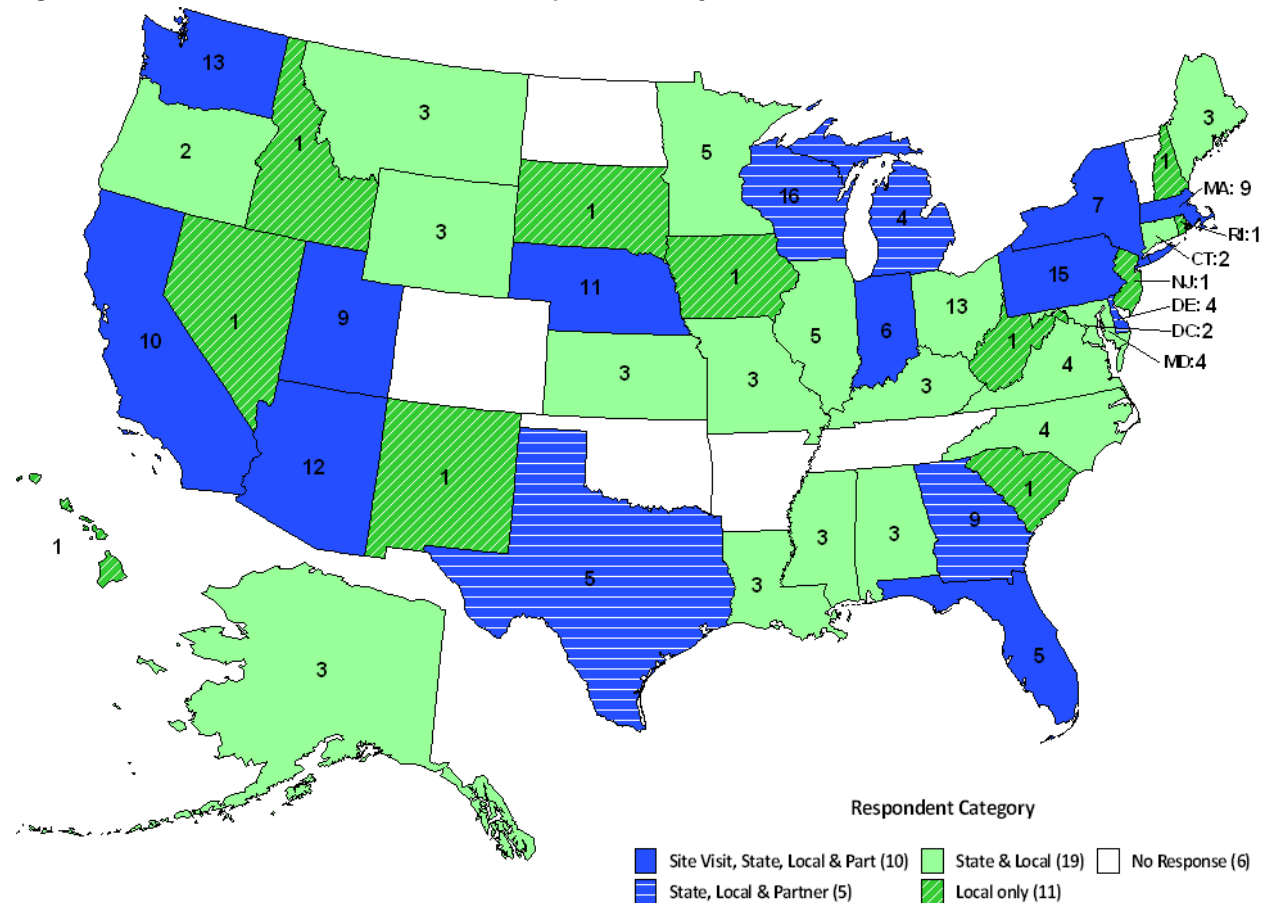 13
3
3
2
1
5
1
MA: 9
16
4
7
3
1
RI:1
CT:2
11
15
NJ:1
1
9
DE: 4
10
1
6
13
DC:2
5
1
MD:4
3
3
3
4
4
12
1
1
9
3
3
1
5
3
5
3
Respondent Category
Site Visit, State, Local & Part (10)
State & Local (19)
No Response (6)
State, Local & Partner (5)
Local only (11)